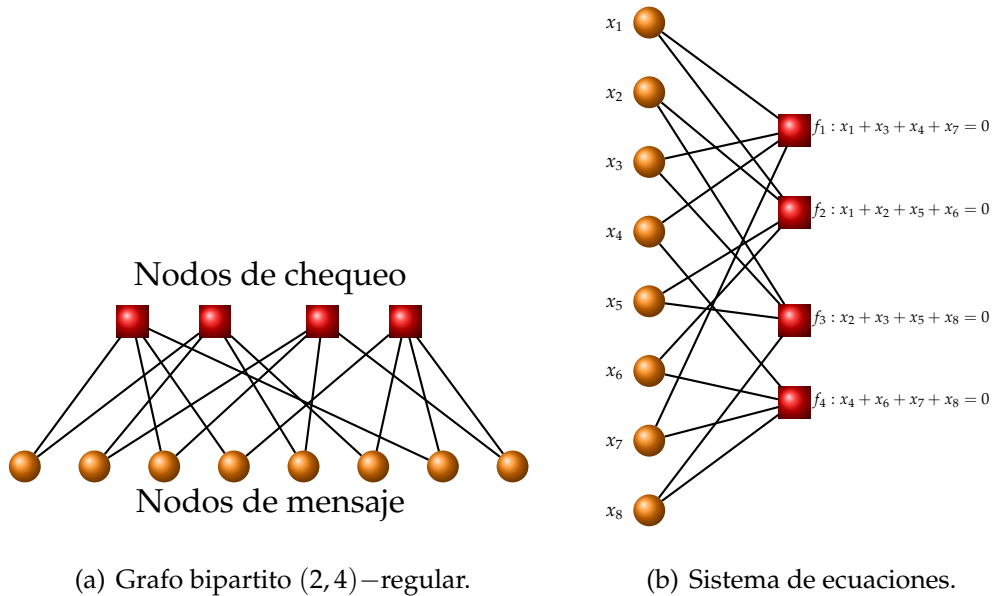 Nodos de chequeo
Nodos de mensaje
(a) Grafo bipartito (2, 4)−regular.
x₁
x₂
x₃
x₄
x₅
x₆
x₇
x₈
f₁ : x₁ + x₃ + x₄ + x₇ = 0
f₂ : x₁ + x₂ + x₅ + x₆ = 0
f₃ : x₂ + x₃ + x₅ + x₈ = 0
f₄ : x₄ + x₆ + x₇ + x₈ = 0
(b) Sistema de ecuaciones.